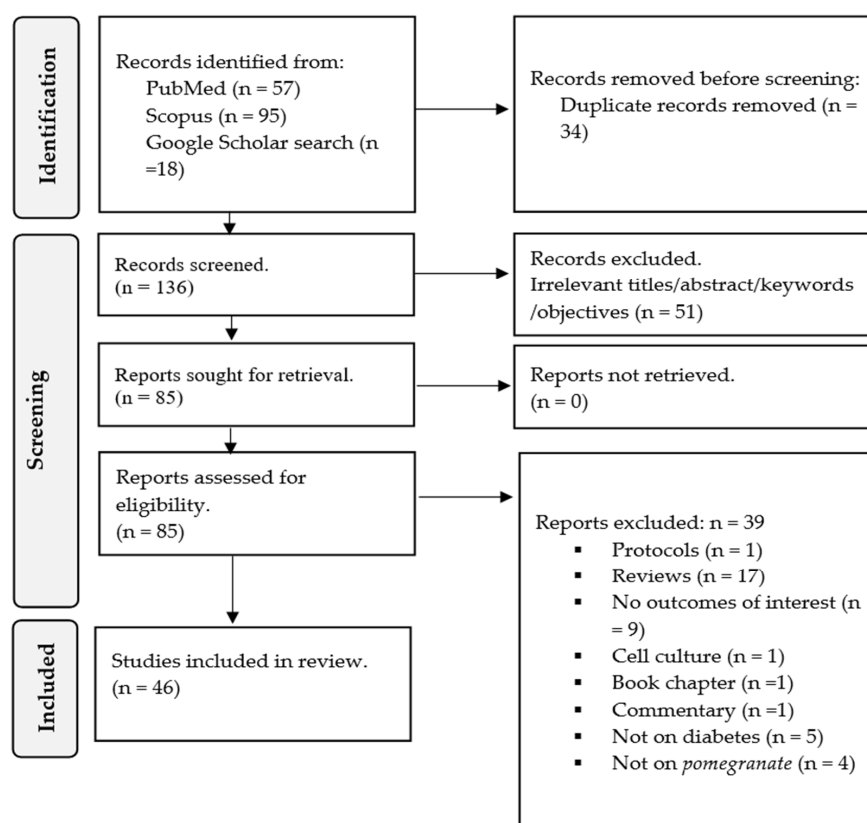 Identification
Records identified from:
PubMed (n = 57)
Scopus (n = 95)
Google Scholar search (n
=18)
Records removed before screening:
Duplicate records removed (n =
34)
Screening
Records screened.
(n = 136)
Records excluded.
Irrelevant titles/abstract/keywords
/objectives (n = 51)
Reports sought for retrieval.
(n = 85)
Reports not retrieved.
(n = 0)
Reports assessed for
eligibility.
(n = 85)
Reports excluded: n = 39
▪ Protocols (n = 1)
▪ Reviews (n = 17)
▪ No outcomes of interest (n
= 9)
▪ Cell culture (n = 1)
▪ Book chapter (n =1)
▪ Commentary (n =1)
▪ Not on diabetes (n = 5)
▪ Not on pomegranate (n = 4)
Included
Studies included in review.
(n = 46)